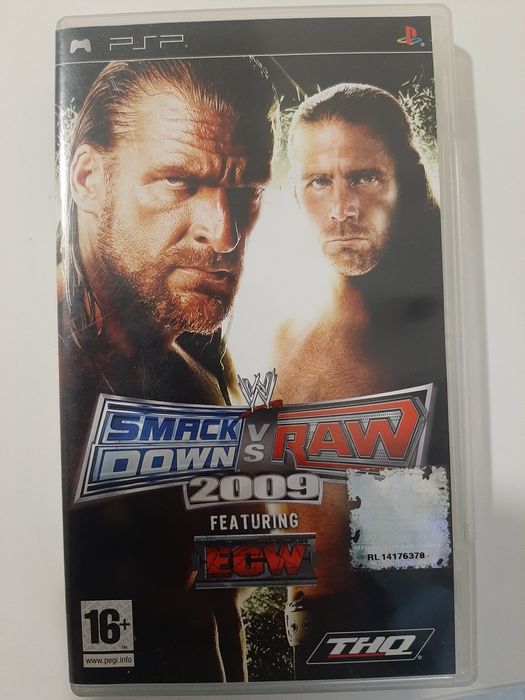 PSP
W
SMACK DOWN VS RAW
2009
FEATURING
ECW
RL 14176378
16+
www.pegi.info
THQ